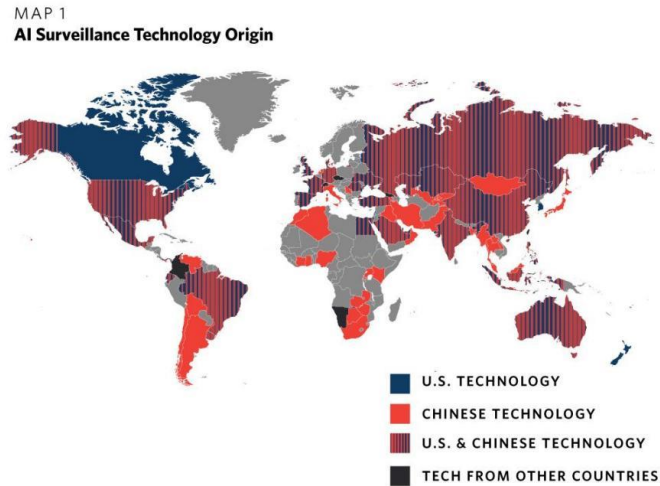 MAP 1
AI Surveillance Technology Origin
U.S. TECHNOLOGY
CHINESE TECHNOLOGY
U.S. & CHINESE TECHNOLOGY
TECH FROM OTHER COUNTRIES